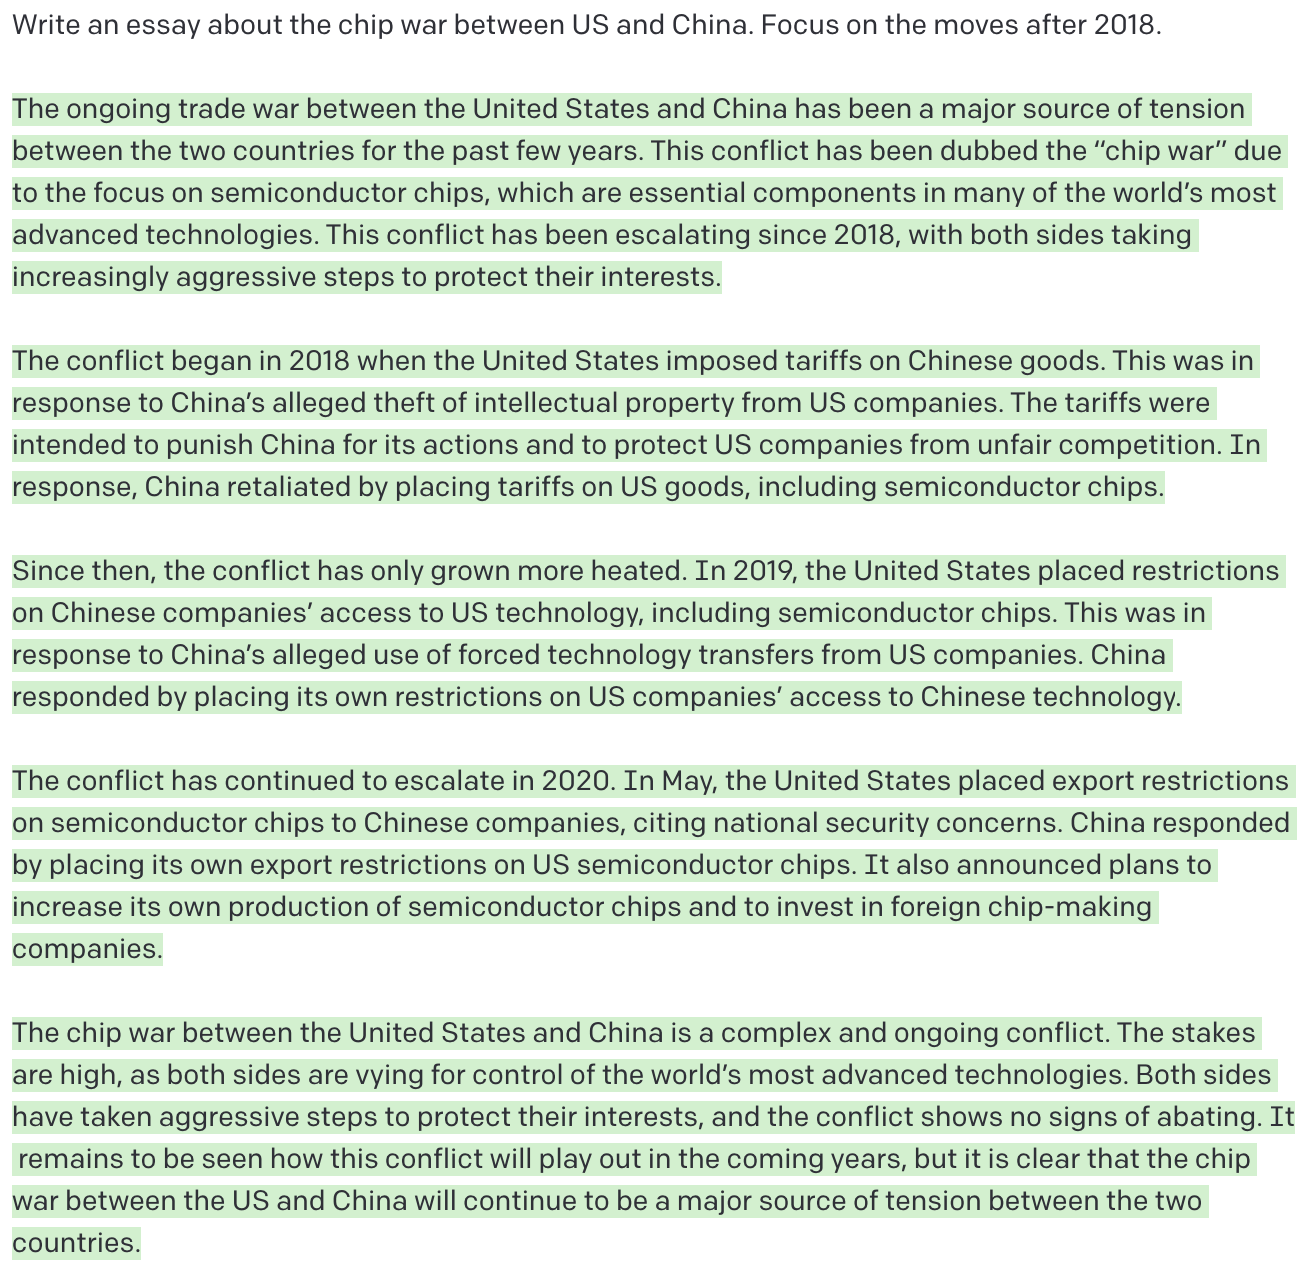 Write an essay about the chip war between US and China. Focus on the moves after 2018.
The ongoing trade war between the United States and China has been a major source of tension
between the two countries for the past few years. This conflict has been dubbed the “chip war” due
to the focus on semiconductor chips, which are essential components in many of the world’s most
advanced technologies. This conflict has been escalating since 2018, with both sides taking
increasingly aggressive steps to protect their interests.
The conflict began in 2018 when the United States imposed tariffs on Chinese goods. This was in
response to China’s alleged theft of intellectual property from US companies. The tariffs were
intended to punish China for its actions and to protect US companies from unfair competition. In
response, China retaliated by placing tariffs on US goods, including semiconductor chips.
Since then, the conflict has only grown more heated. In 2019, the United States placed restrictions
on Chinese companies’ access to US technology, including semiconductor chips. This was in
response to China’s alleged use of forced technology transfers from US companies. China
responded by placing its own restrictions on US companies’ access to Chinese technology.
The conflict has continued to escalate in 2020. In May, the United States placed export restrictions
on semiconductor chips to Chinese companies, citing national security concerns. China responded
by placing its own export restrictions on US semiconductor chips. It also announced plans to
increase its own production of semiconductor chips and to invest in foreign chip-making
companies.
The chip war between the United States and China is a complex and ongoing conflict. The stakes
are high, as both sides are vying for control of the world’s most advanced technologies. Both sides
have taken aggressive steps to protect their interests, and the conflict shows no signs of abating. It
remains to be seen how this conflict will play out in the coming years, but it is clear that the chip
war between the US and China will continue to be a major source of tension between the two
countries.